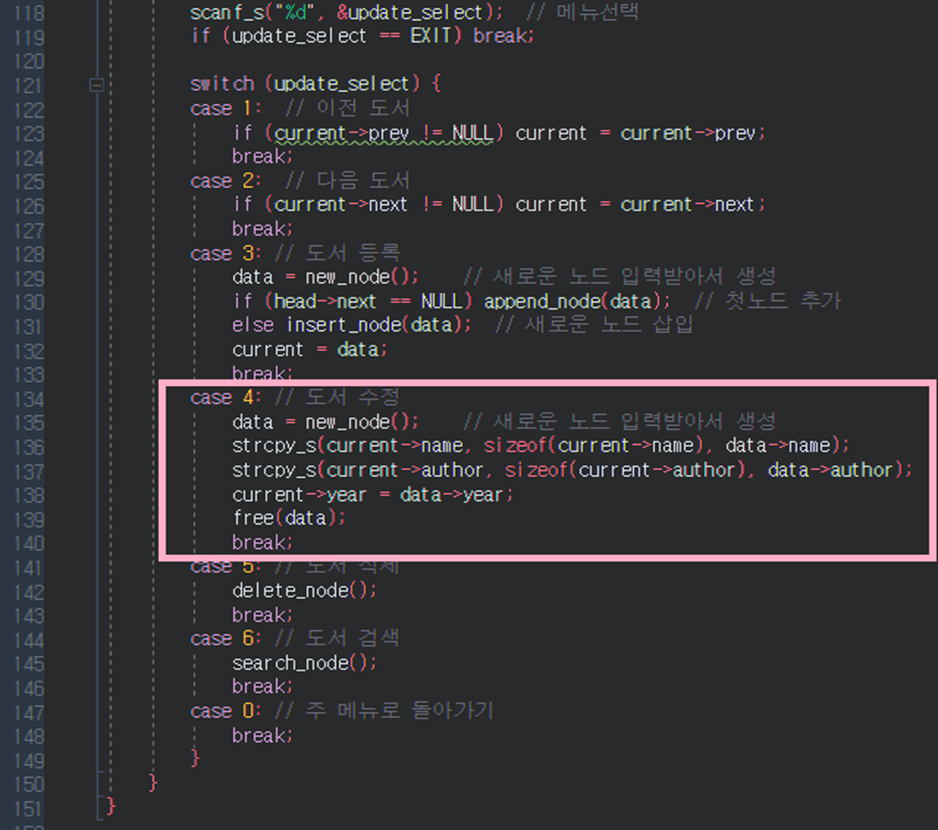 118 scanf_s("%d", &update_select);  // 메뉴선택
119 if (update_select == EXIT) break;
120
121 switch (update_select) {
122 case 1:  // 이전 도서
123 if (current->prev != NULL) current = current->prev;
124 break;
125 case 2:  // 다음 도서
126 if (current->next != NULL) current = current->next;
127 break;
128 case 3: // 도서 등록
129 data = new_node();    // 새로운 노드 입력받아서 생성
130 if (head->next == NULL) append_node(data);  // 첫노드 추가
131 else insert_node(data);  // 새로운 노드 삽입
132 current = data;
133 break;
134 case 4: // 도서 수정
135 data = new_node();    // 새로운 노드 입력받아서 생성
136 strcpy_s(current->name, sizeof(current->name), data->name);
137 strcpy_s(current->author, sizeof(current->author), data->author);
138 current->year = data->year;
139 free(data);
140 break;
141 case 5: // 도서 삭제
142 delete_node();
143 break;
144 case 6: // 도서 검색
145 search_node();
146 break;
147 case 0: // 주 메뉴로 돌아가기
148 break;
149 }
150 }
151 }